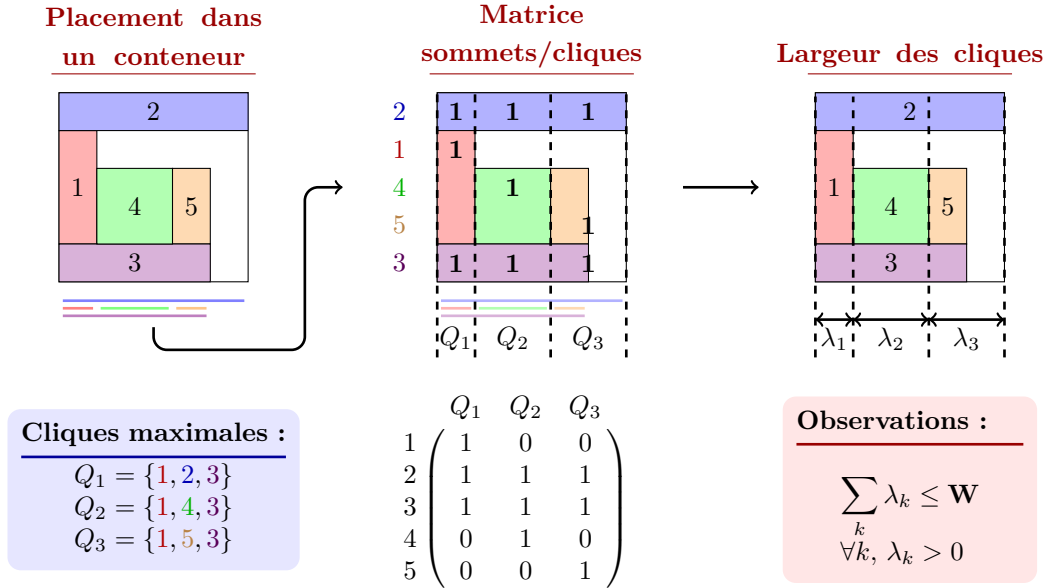 Placement dans
un conteneur
Matrice
sommets/cliques
Largeur des cliques
2
1
4
5
3
2 1 1 1
1 1
4 1
5 1
3 1 1 1
Q₁ Q₂ Q₃
2
1
4
5
3
λ₁ λ₂ λ₃
Cliques maximales :
Q₁ = {1, 2, 3}
Q₂ = {1, 4, 3}
Q₃ = {1, 5, 3}
Q₁ Q₂ Q₃
1 1 0 0
2 1 1 1
3 1 1 1
4 0 1 0
5 0 0 1
Observations :
∑ₖ λₖ ≤ W
∀k, λₖ > 0